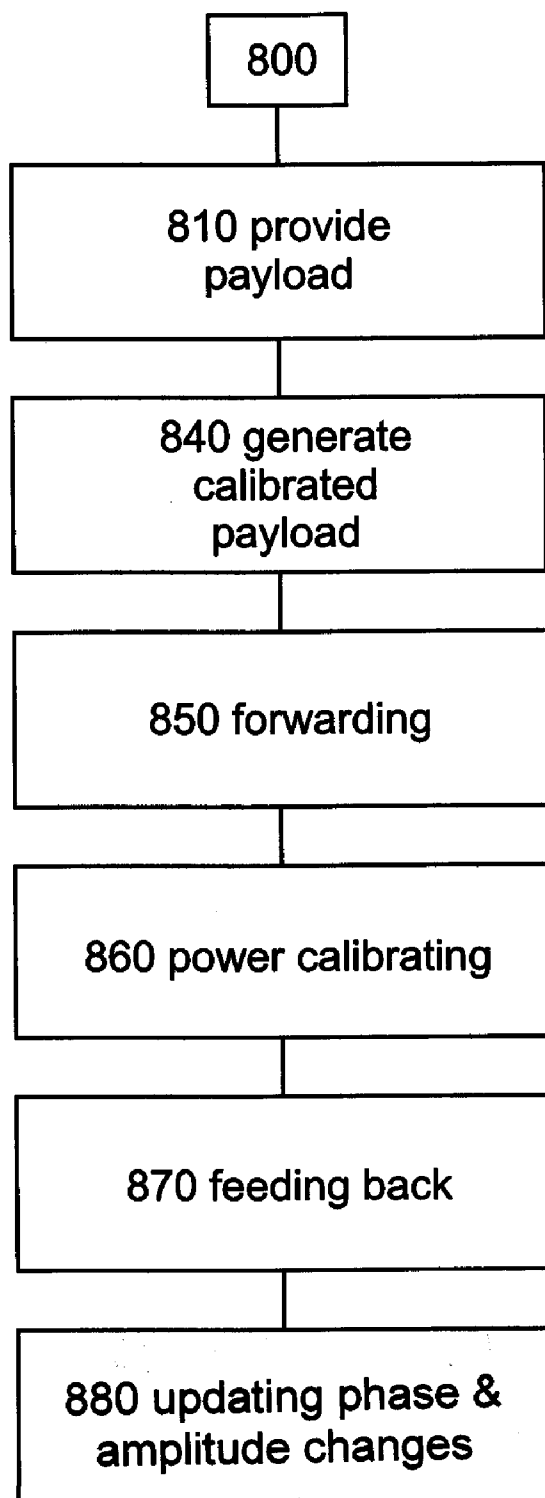 800
810 provide
payload
840 generate
calibrated
payload
850 forwarding
860 power calibrating
870 feeding back
880 updating phase &
amplitude changes